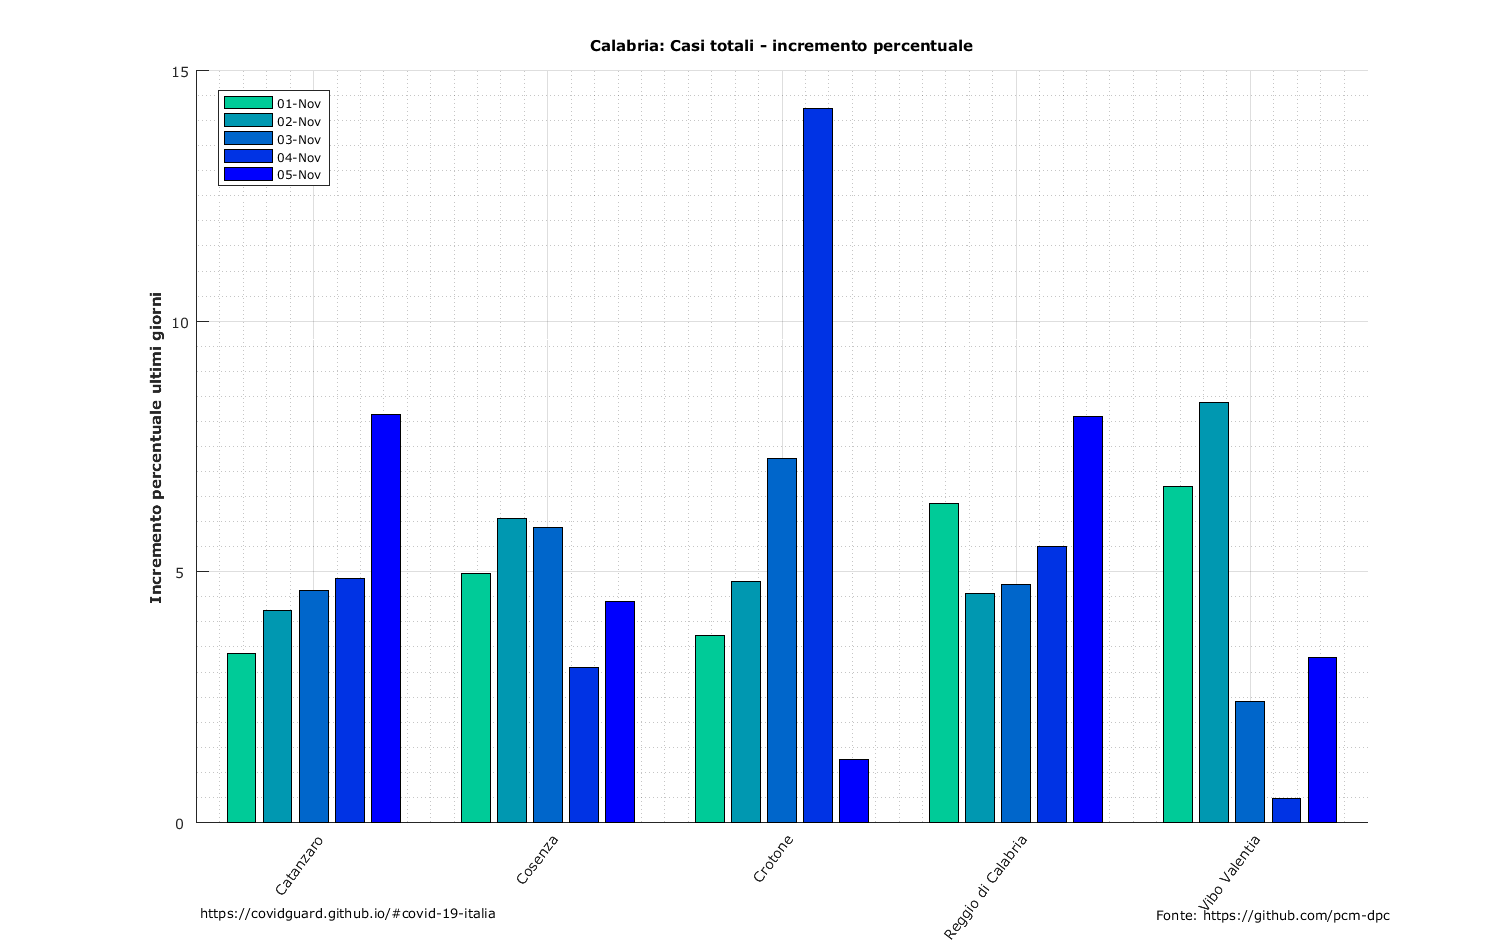 Calabria: Casi totali - incremento percentuale
15
10
5
0
Incremento percentuale ultimi giorni
01-Nov
02-Nov
03-Nov
04-Nov
05-Nov
Catanzaro
Cosenza
Crotone
Reggio di Calabria
Vibo Valentia
https://covidguard.github.io/#covid-19-italia
Fonte: https://github.com/pcm-dpc